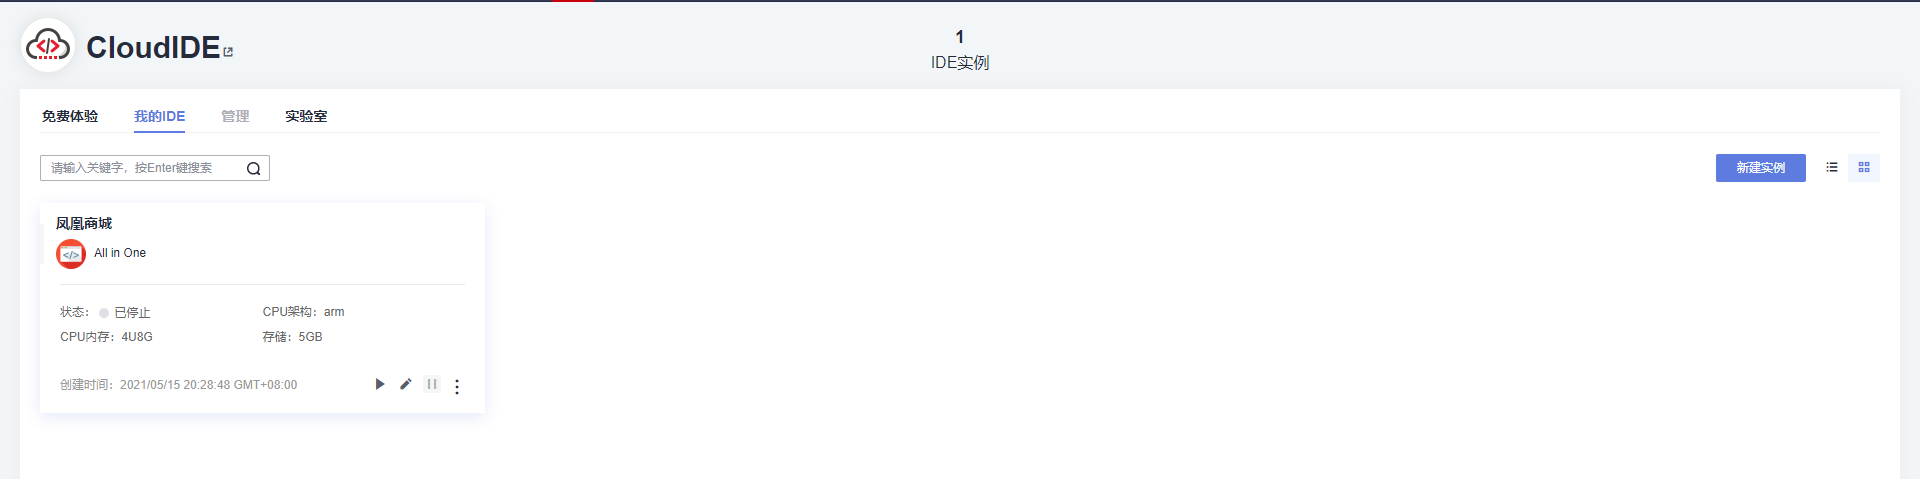 CloudIDE
1
IDE实例
免费体验 我的IDE 管理 实验室
请输入关键字，按Enter键搜索
新建实例
凤凰商城
All in One
状态： 已停止 CPU架构：arm
CPU内存：4U8G 存储：5GB
创建时间：2021/05/15 20:28:48 GMT+08:00